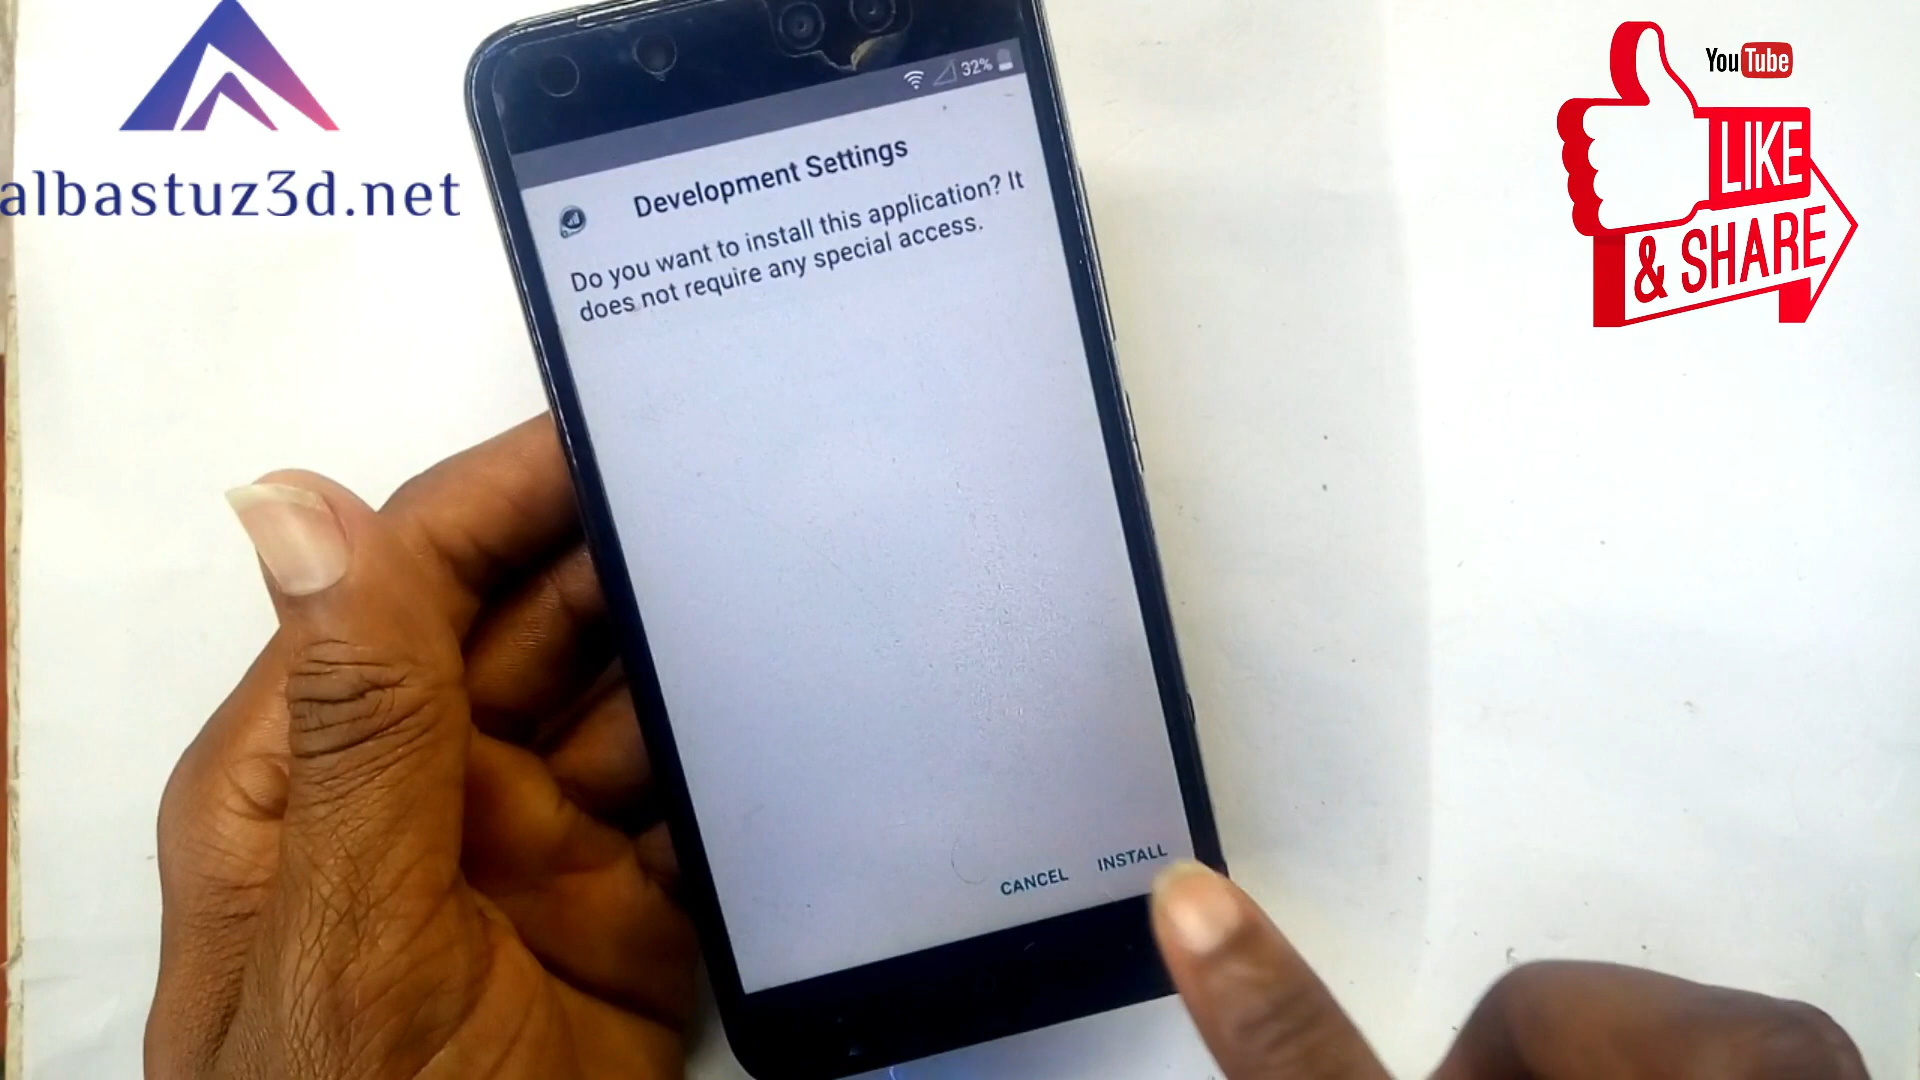 albastuz3d.net
YouTube
LIKE
& SHARE
32%
Development Settings
Do you want to install this application? It
does not require any special access.
CANCEL INSTALL